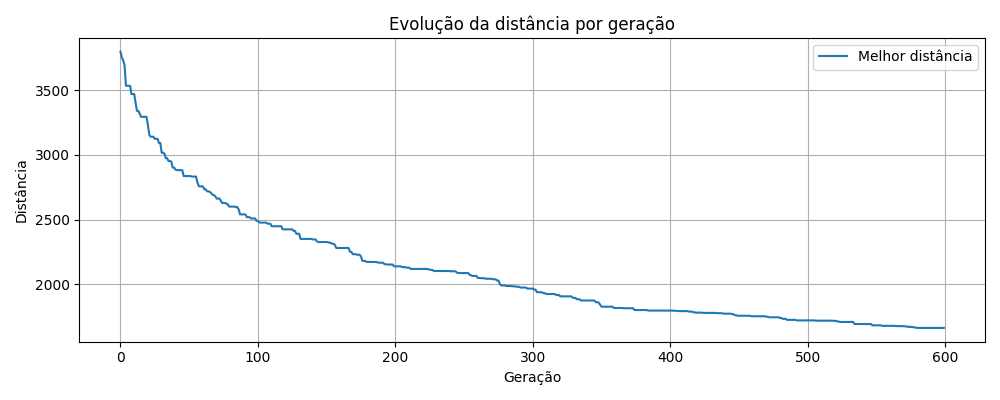 Evolução da distância por geração
Melhor distância
3500
3000
2500
2000
Distância
0 100 200 300 400 500 600
Geração